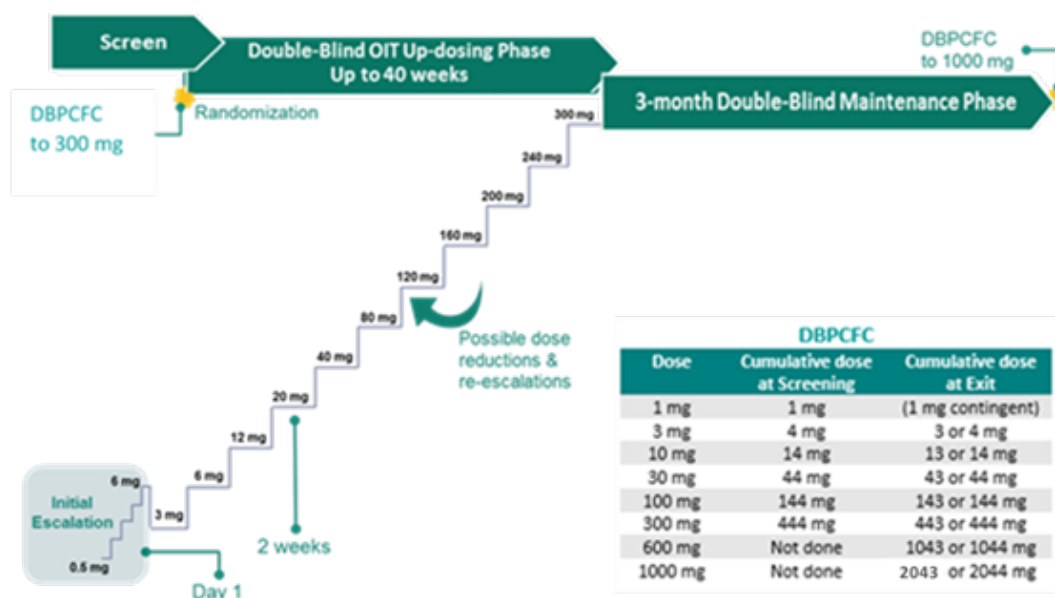 Screen
Double-Blind OIT Up-dosing Phase
Up to 40 weeks
DBPCFC
to 1000 mg
3-month Double-Blind Maintenance Phase
DBPCFC
to 300 mg
Randomization
300 mg
240 mg
200 mg
160 mg
120 mg
80 mg
40 mg
20 mg
12 mg
6 mg
3 mg
6 mg
0.5 mg
Initial
Escalation
Day 1
2 weeks
Possible dose
reductions &
re-escalations
DBPCFC
Dose Cumulative dose at Screening Cumulative dose at Exit
1 mg 1 mg (1 mg contingent)
3 mg 4 mg 3 or 4 mg
10 mg 14 mg 13 or 14 mg
30 mg 44 mg 43 or 44 mg
100 mg 144 mg 143 or 144 mg
300 mg 444 mg 443 or 444 mg
600 mg Not done 1043 or 1044 mg
1000 mg Not done 2043 or 2044 mg